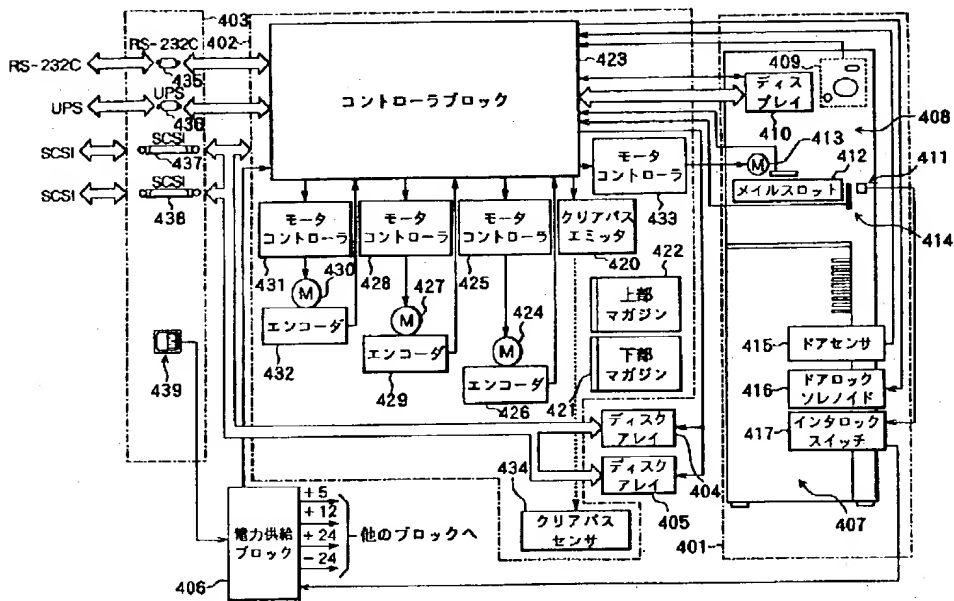 403
402
RS-232C
RS-232C
435
UPS
UPS
436
SCSI
SCSI
437
SCSI
SCSI
438
439
コントローラブロック
423
モータ
コントローラ
431
430
M
エンコーダ
432
モータ
コントローラ
428
427
M
エンコーダ
429
モータ
コントローラ
425
424
M
エンコーダ
426
クリアパス
エミッタ
420
モータ
コントローラ
433
422
上部
マガジン
下部
マガジン
421
ディスク
アレイ
404
ディスク
アレイ
405
434
クリアパス
センサ
電力供給
ブロック
406
+5
+12
+24
-24
他のブロックへ
409
ディス
プレイ
410
408
M
413
412
411
メイルスロット
414
415
ドアセンサ
416
ドアロック
ソレノイド
417
インタロック
スイッチ
407
401